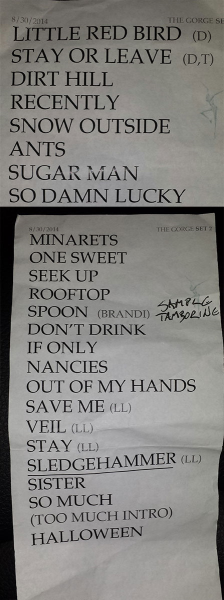 8/30/2014 THE GORGE SE
LITTLE RED BIRD (D)
STAY OR LEAVE (D,T)
DIRT HILL
RECENTLY
SNOW OUTSIDE
ANTS
SUGAR MAN
SO DAMN LUCKY
8/30/2014 THE GORGE SET 2
MINARETS
ONE SWEET
SEEK UP
ROOFTOP
SPOON (BRANDI) SAMPLE
TAMBORINE
DON'T DRINK
IF ONLY
NANCIES
OUT OF MY HANDS
SAVE ME (LL)
VEIL (LL)
STAY (LL)
SLEDGEHAMMER (LL)
SISTER
SO MUCH
(TOO MUCH INTRO)
HALLOWEEN